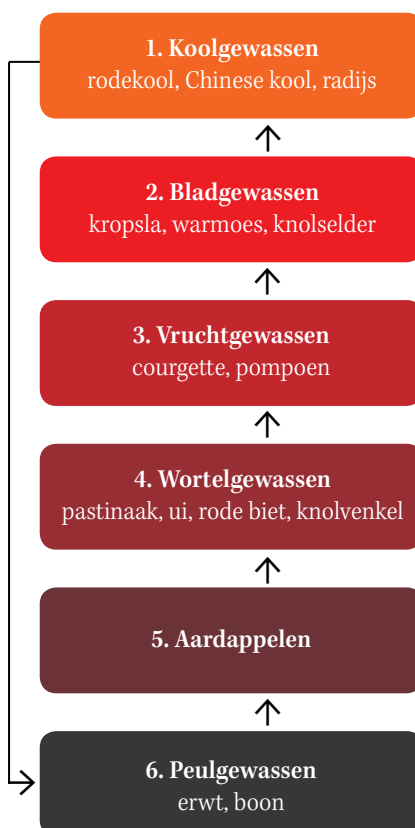 1. Koolgewassen
rodekool, Chinese kool, radijs
2. Bladgewassen
kropsla, warmoes, knolselder
3. Vruchtgewassen
courgette, pompoen
4. Wortelgewassen
pastinaak, ui, rode biet, knolvenkel
5. Aardappelen
6. Peulgewassen
erwt, boon